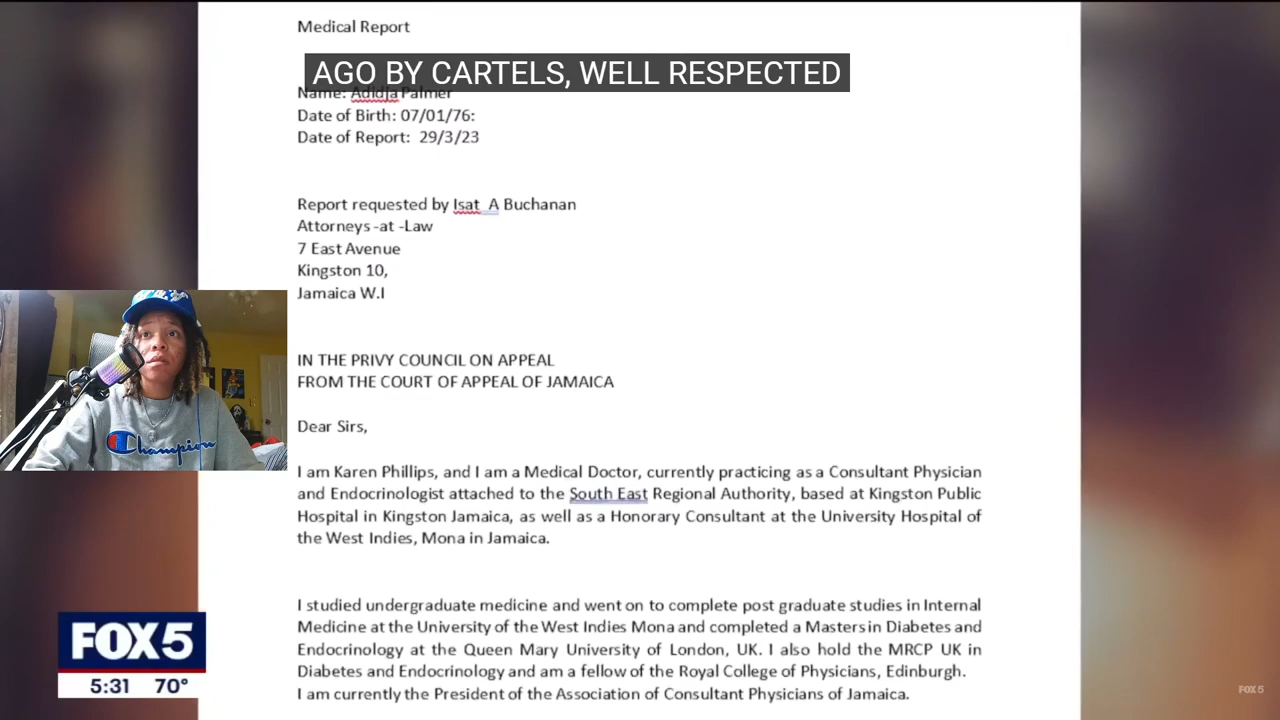 Medical Report
AGO BY CARTELS, WELL RESPECTED
Name: Adidja Palmer
Date of Birth: 07/01/76:
Date of Report: 29/3/23
Report requested by Isat A Buchanan
Attorneys -at -Law
7 East Avenue
Kingston 10,
Jamaica W.I
IN THE PRIVY COUNCIL ON APPEAL
FROM THE COURT OF APPEAL OF JAMAICA
Dear Sirs,
I am Karen Phillips, and I am a Medical Doctor, currently practicing as a Consultant Physician
and Endocrinologist attached to the South East Regional Authority, based at Kingston Public
Hospital in Kingston Jamaica, as well as a Honorary Consultant at the University Hospital of
the West Indies, Mona in Jamaica.
I studied undergraduate medicine and went on to complete post graduate studies in Internal
Medicine at the University of the West Indies Mona and completed a Masters in Diabetes and
Endocrinology at the Queen Mary University of London, UK. I also hold the MRCP UK in
Diabetes and Endocrinology and am a fellow of the Royal College of Physicians, Edinburgh.
I am currently the President of the Association of Consultant Physicians of Jamaica.
Champion
FOX 5
5:31 70°
FOX 5